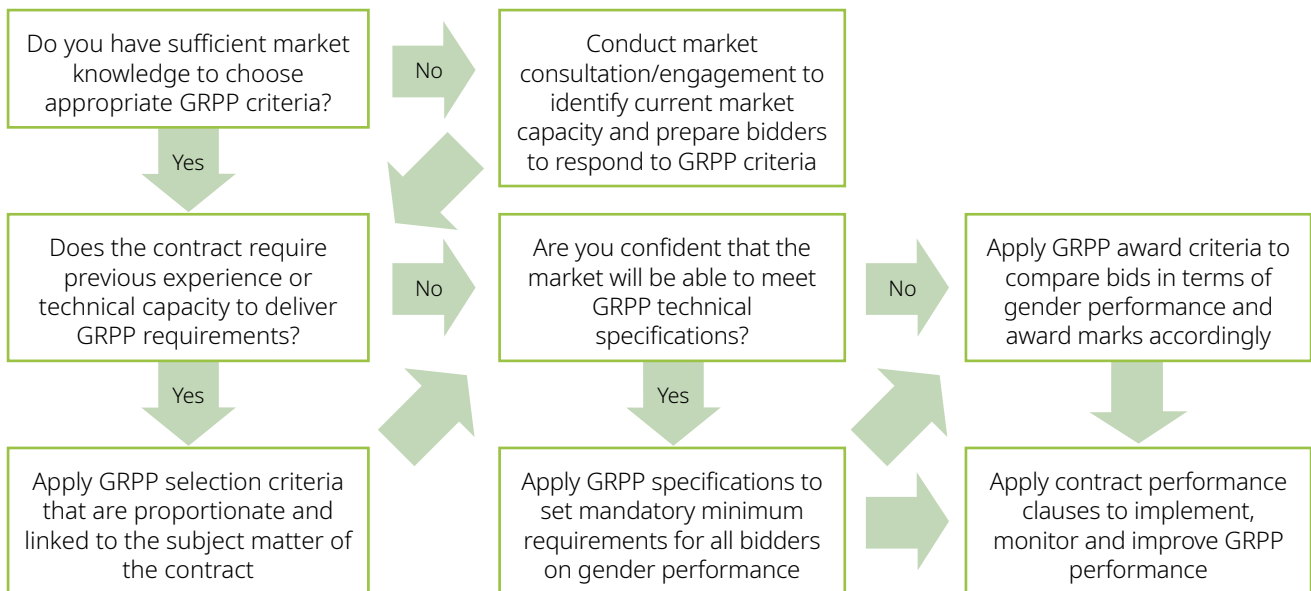 Do you have sufficient market
knowledge to choose
appropriate GRPP criteria?
No
Conduct market
consultation/engagement to
identify current market
capacity and prepare bidders
to respond to GRPP criteria
Yes
Does the contract require
previous experience or
technical capacity to deliver
GRPP requirements?
No
Are you confident that the
market will be able to meet
GRPP technical
specifications?
No
Apply GRPP award criteria to
compare bids in terms of
gender performance and
award marks accordingly
Yes
Yes
Apply GRPP selection criteria
that are proportionate and
linked to the subject matter of
the contract
Apply GRPP specifications to
set mandatory minimum
requirements for all bidders
on gender performance
Apply contract performance
clauses to implement,
monitor and improve GRPP
performance